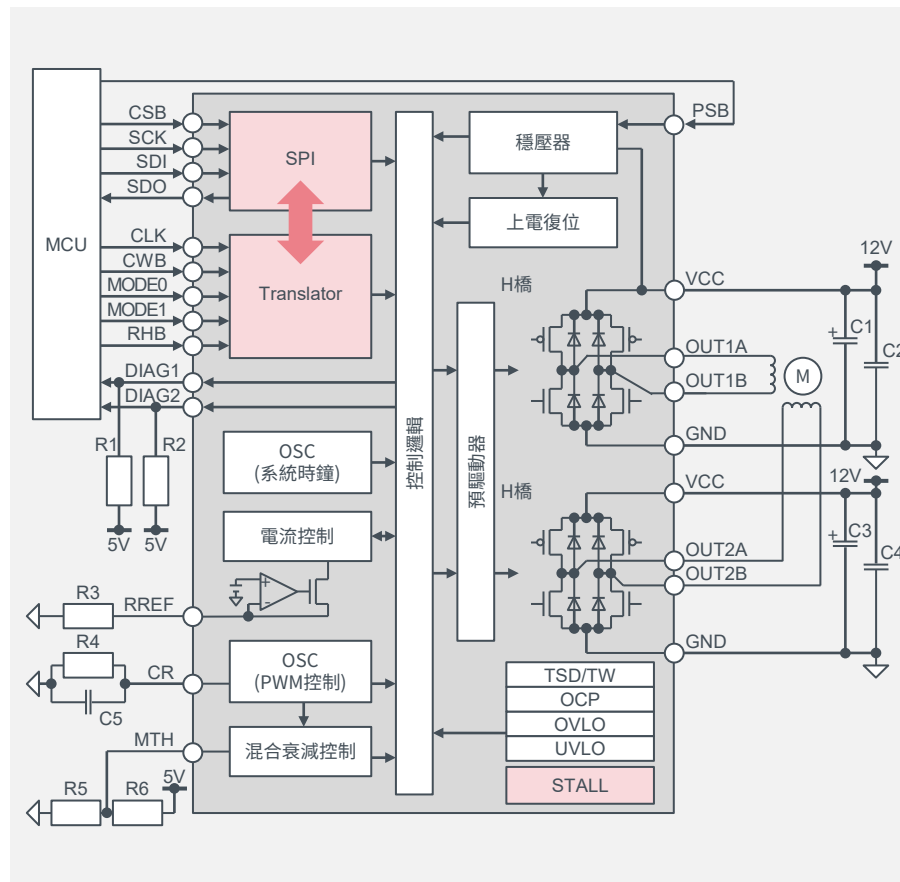 MCU
CSB
SCK
SDI
SDO
CLK
CWB
MODE0
MODE1
RHB
DIAG1
DIAG2
R1
R2
5V
5V
SPI
Translator
OSC
(系統時鐘)
電流控制
+
-
R3
RREF
R4
CR
C5
OSC
(PWM控制)
MTH
混合衰減控制
R5
R6
5V
控制邏輯
穩壓器
上電復位
預驅動器
H橋
H橋
PSB
12V
VCC
+
C1
C2
OUT1A
OUT1B
M
GND
12V
VCC
+
C3
C4
OUT2A
OUT2B
GND
TSD/TW
OCP
OVLO
UVLO
STALL